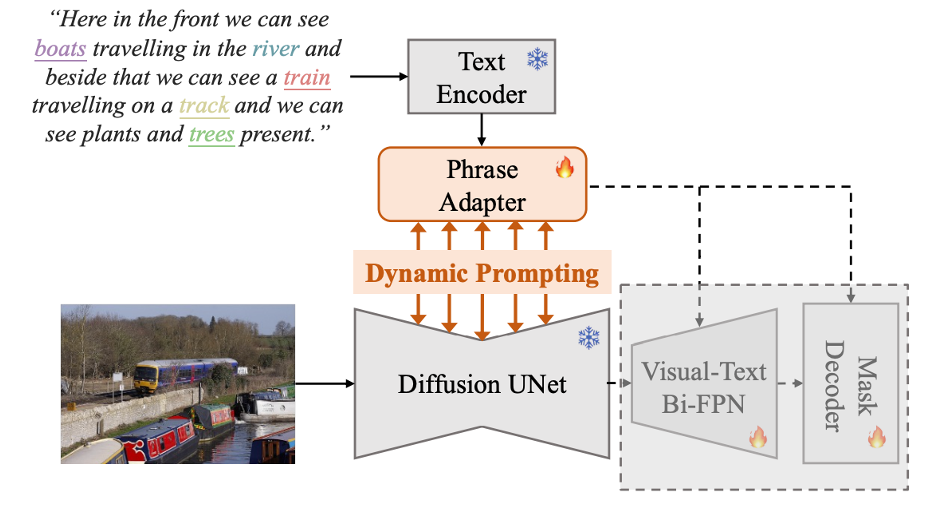 “Here in the front we can see
boats travelling in the river and
beside that we can see a train
travelling on a track and we can
see plants and trees present.”
Text
Encoder
Phrase
Adapter
Dynamic Prompting
Diffusion UNet
Visual-Text
Bi-FPN
Mask
Decoder